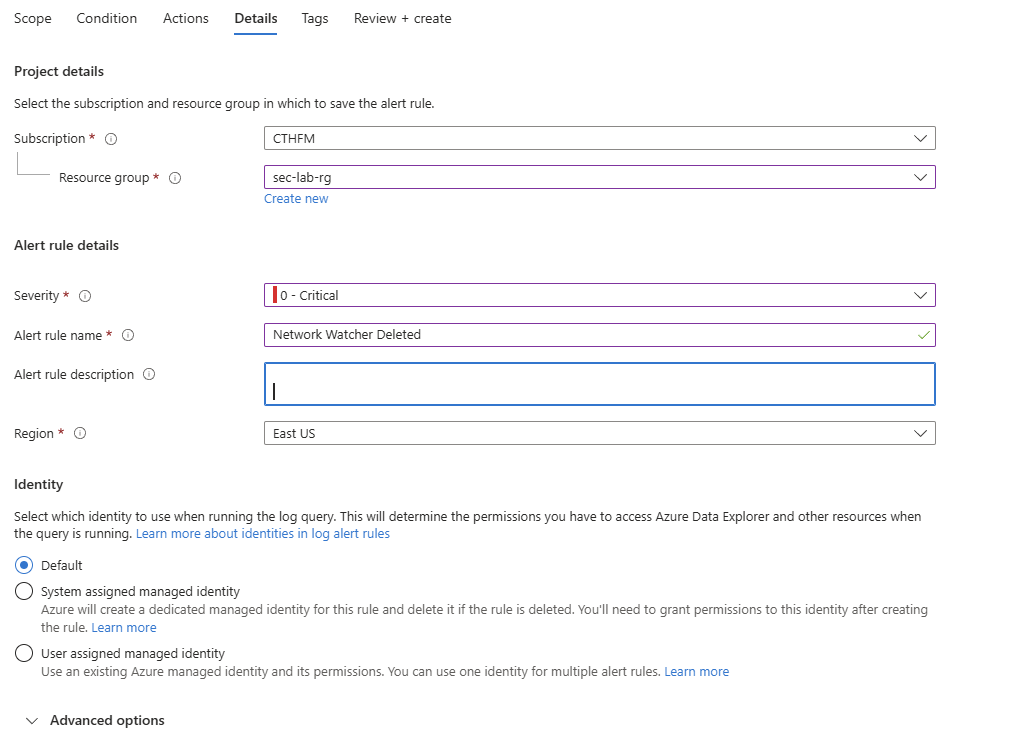 Scope Condition Actions Details Tags Review + create
Project details
Select the subscription and resource group in which to save the alert rule.
Subscription * CTHFM
Resource group * sec-lab-rg
Create new
Alert rule details
Severity * 0 - Critical
Alert rule name * Network Watcher Deleted
Alert rule description
Region * East US
Identity
Select which identity to use when running the log query. This will determine the permissions you have to access Azure Data Explorer and other resources when
the query is running. Learn more about identities in log alert rules
Default
System assigned managed identity
Azure will create a dedicated managed identity for this rule and delete it if the rule is deleted. You'll need to grant permissions to this identity after creating
the rule. Learn more
User assigned managed identity
Use an existing Azure managed identity and its permissions. You can use one identity for multiple alert rules. Learn more
Advanced options